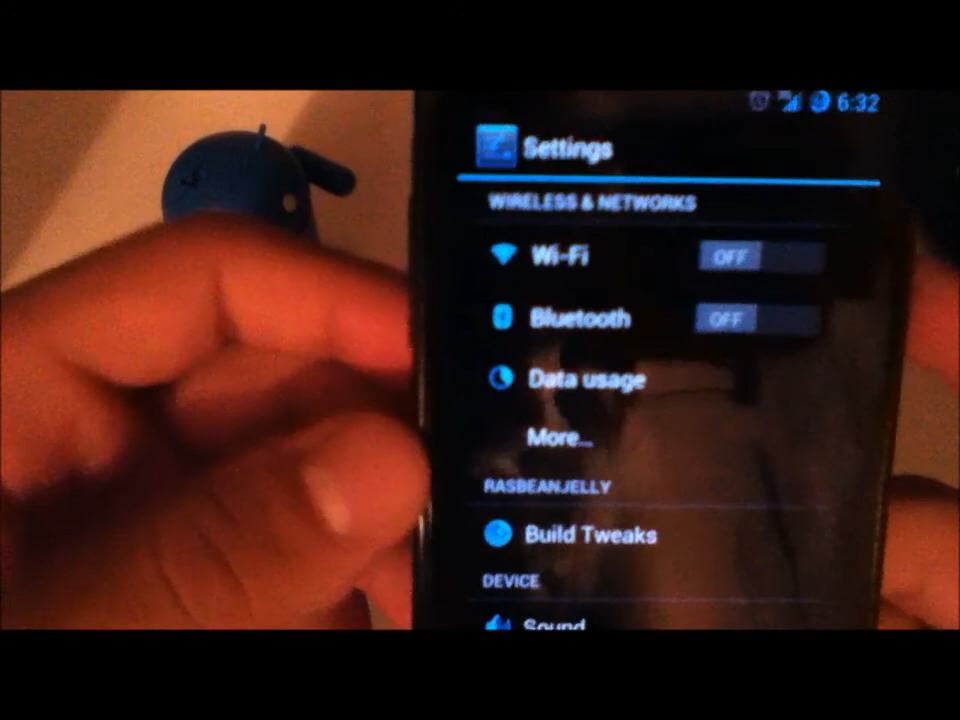 6:32
Settings
WIRELESS & NETWORKS
Wi-Fi OFF
Bluetooth OFF
Data usage
More...
RASBEANJELLY
Build Tweaks
DEVICE
Sound